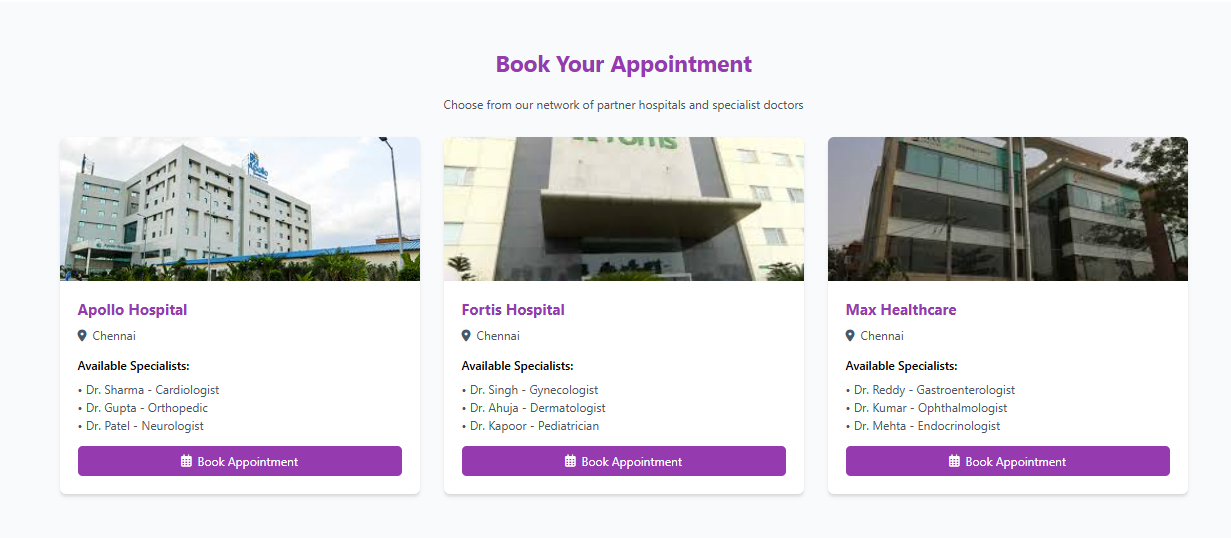 Book Your Appointment
Choose from our network of partner hospitals and specialist doctors
Apollo
Fortis
Apollo Hospital
Chennai
Available Specialists:
• Dr. Sharma - Cardiologist
• Dr. Gupta - Orthopedic
• Dr. Patel - Neurologist
Book Appointment
Fortis Hospital
Chennai
Available Specialists:
• Dr. Singh - Gynecologist
• Dr. Ahuja - Dermatologist
• Dr. Kapoor - Pediatrician
Book Appointment
Max Healthcare
Chennai
Available Specialists:
• Dr. Reddy - Gastroenterologist
• Dr. Kumar - Ophthalmologist
• Dr. Mehta - Endocrinologist
Book Appointment